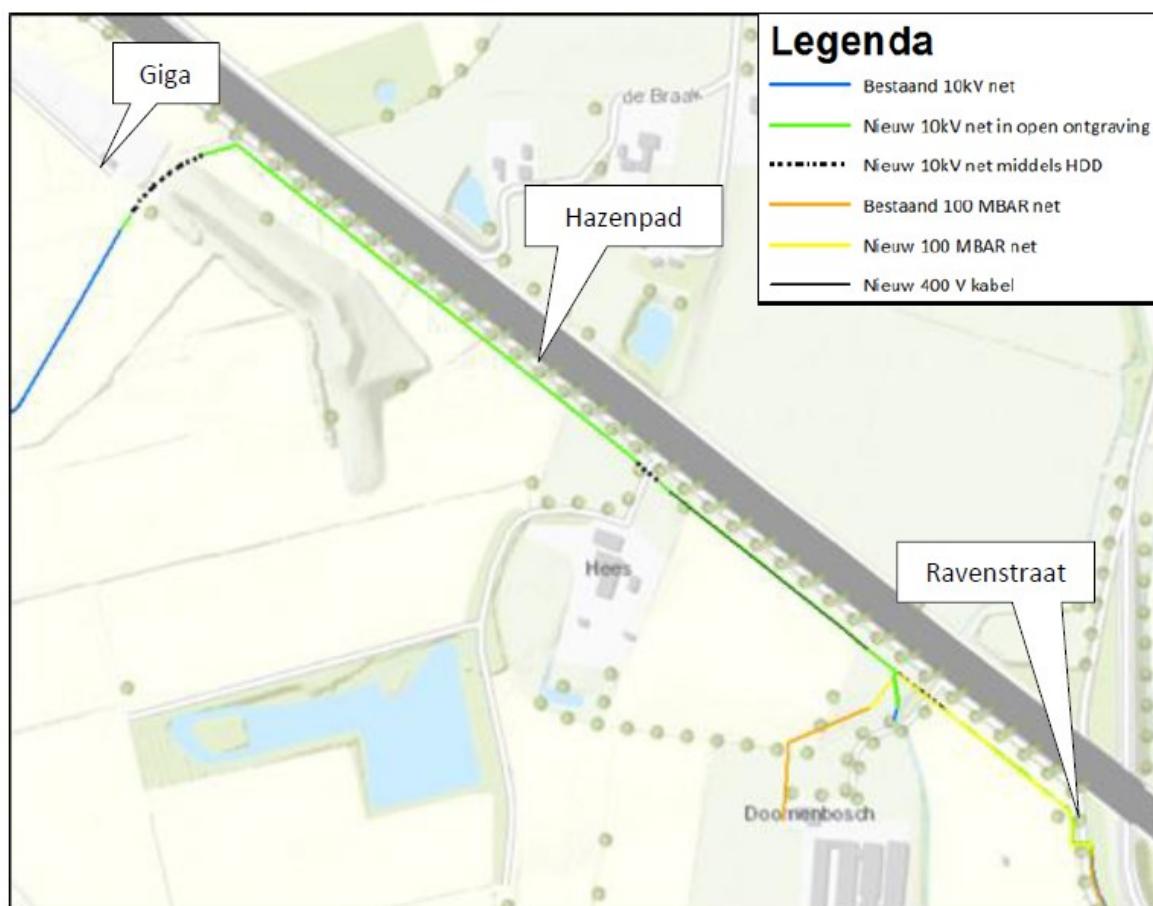 Giga
de Braak
Hazenpad
Legenda
Bestaand 10kV net
Nieuw 10kV net in open ontgraving
Nieuw 10kV net middels HDD
Bestaand 100 MBAR net
Nieuw 100 MBAR net
Nieuw 400 V kabel
Hees
Ravenstraat
Doornenbosch